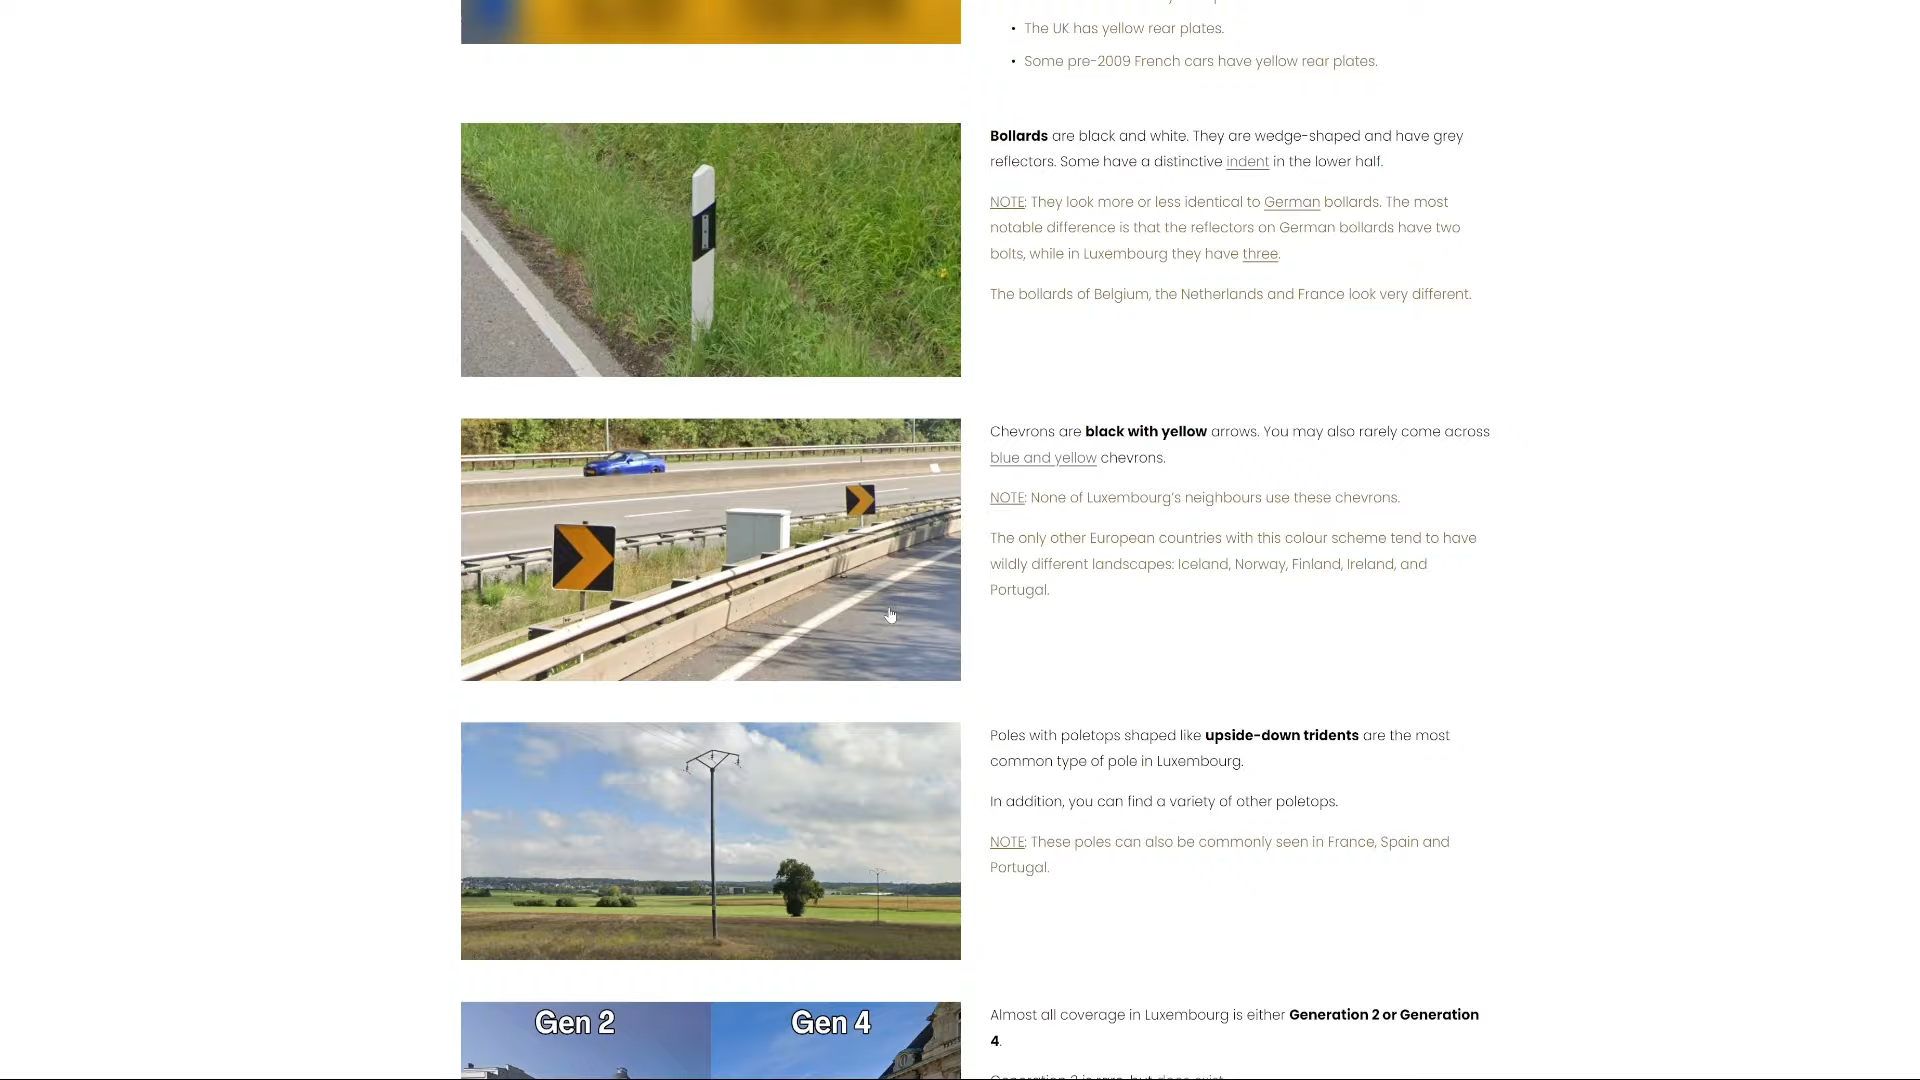 • The UK has yellow rear plates.
• Some pre-2009 French cars have yellow rear plates.
Bollards are black and white. They are wedge-shaped and have grey
reflectors. Some have a distinctive indent in the lower half.
NOTE: They look more or less identical to German bollards. The most
notable difference is that the reflectors on German bollards have two
bolts, while in Luxembourg they have three.
The bollards of Belgium, the Netherlands and France look very different.
Chevrons are black with yellow arrows. You may also rarely come across
blue and yellow chevrons.
NOTE: None of Luxembourg’s neighbours use these chevrons.
The only other European countries with this colour scheme tend to have
wildly different landscapes: Iceland, Norway, Finland, Ireland, and
Portugal.
Poles with poletops shaped like upside-down tridents are the most
common type of pole in Luxembourg.
In addition, you can find a variety of other poletops.
NOTE: These poles can also be commonly seen in France, Spain and
Portugal.
Gen 2
Gen 4
Almost all coverage in Luxembourg is either Generation 2 or Generation
4.